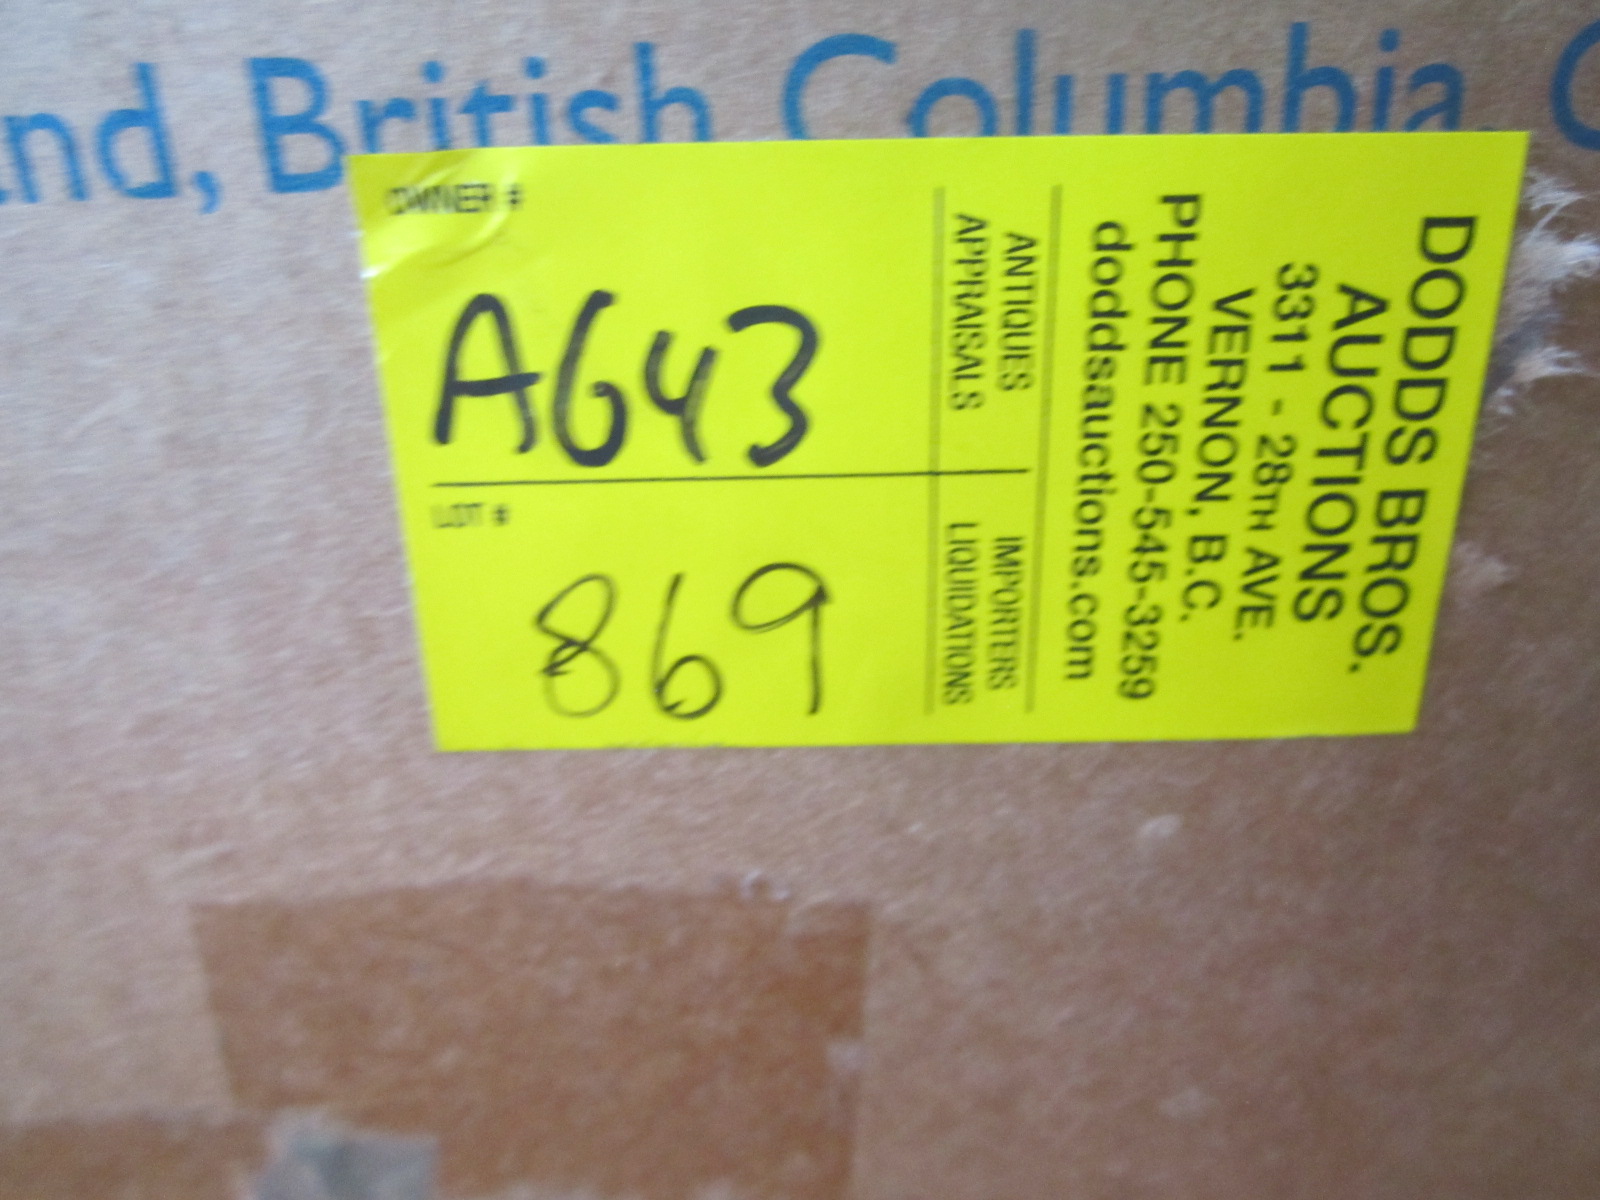 nd, British Columbia, C
OWNER #
A643
LOT #
869
ANTIQUES
APPRAISALS
IMPORTERS
LIQUIDATIONS
DODDS BROS.
AUCTIONS
3311 - 28TH AVE.
VERNON, B.C.
PHONE 250-545-3259
doddsauctions.com